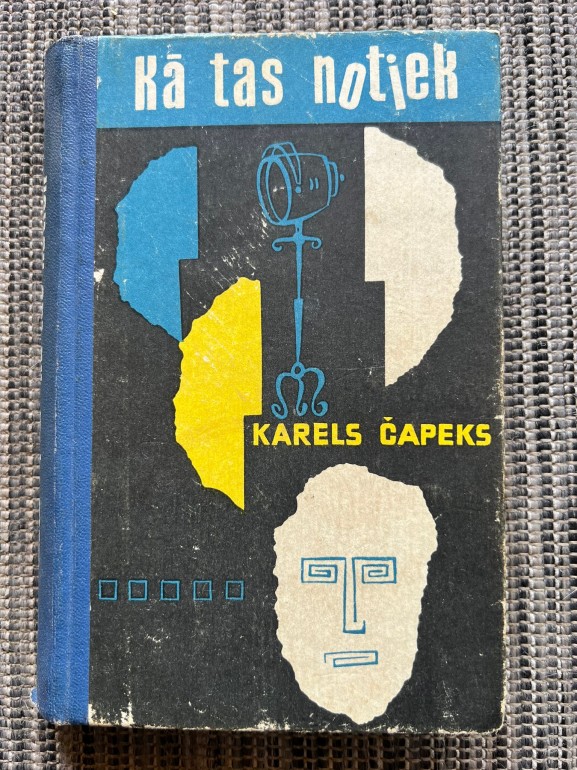 Kā tas notiek
KARELS ČAPEKS